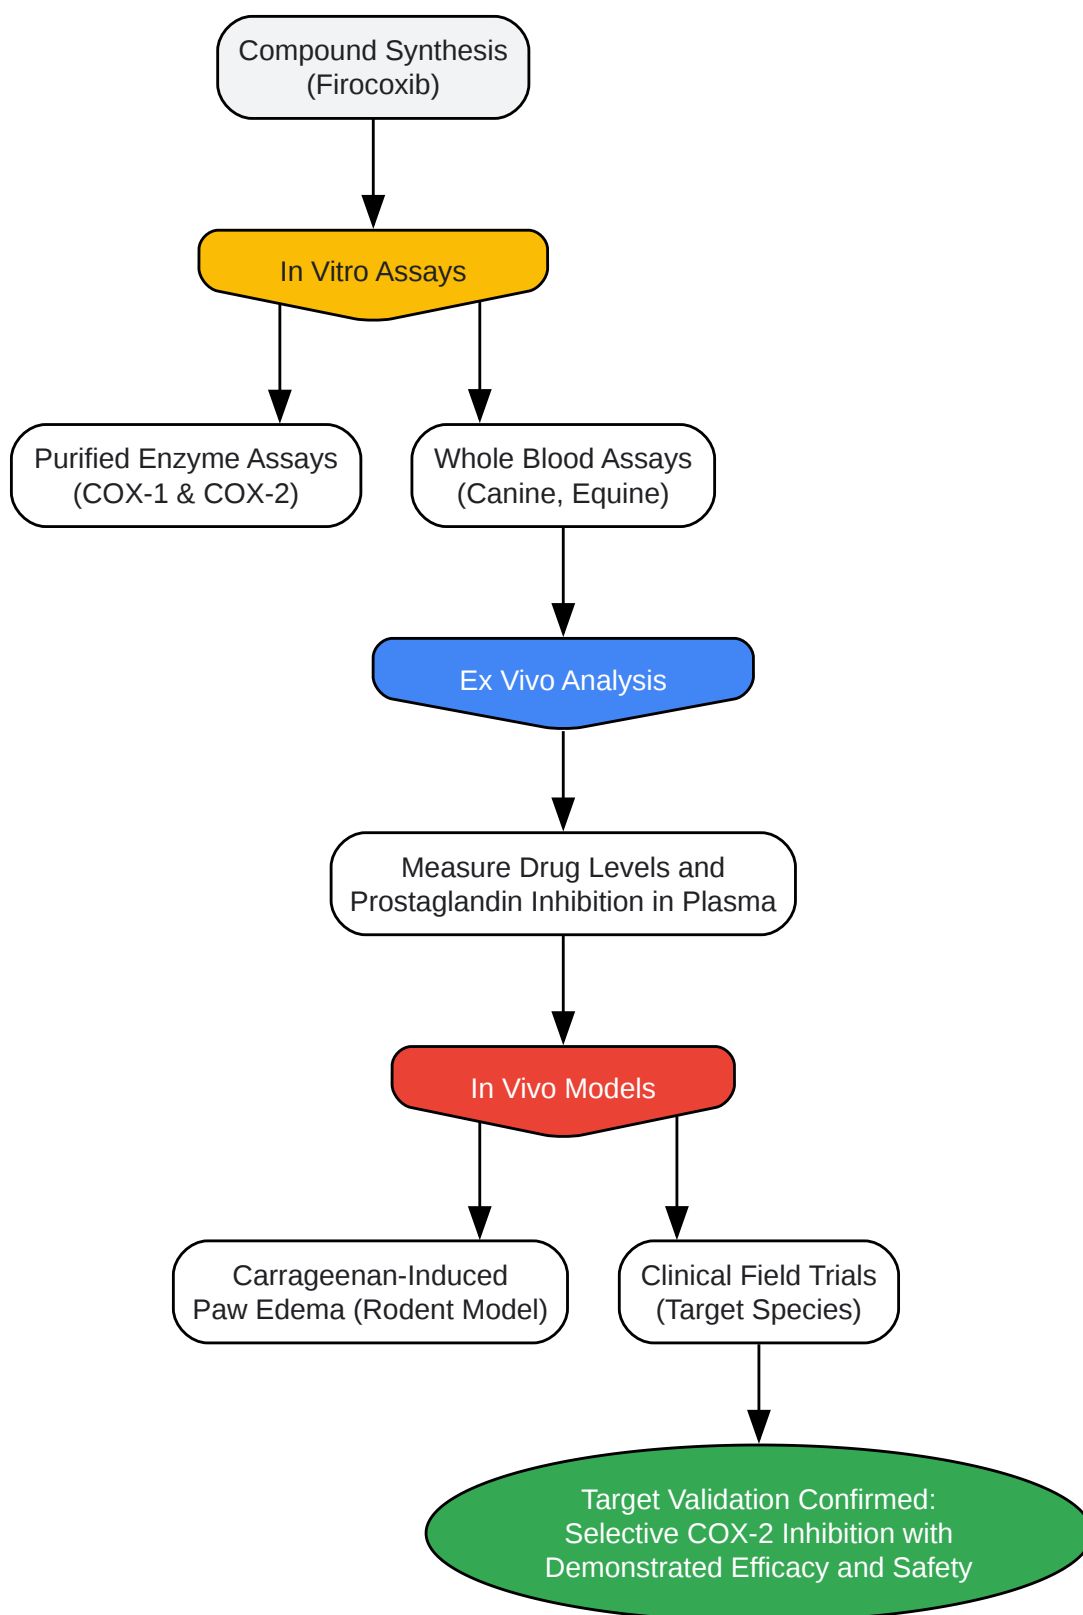 Compound Synthesis
(Firocoxib)
In Vitro Assays
Purified Enzyme Assays
(COX-1 & COX-2)
Whole Blood Assays
(Canine, Equine)
Ex Vivo Analysis
Measure Drug Levels and
Prostaglandin Inhibition in Plasma
In Vivo Models
Carrageenan-Induced
Paw Edema (Rodent Model)
Clinical Field Trials
(Target Species)
Target Validation Confirmed:
Selective COX-2 Inhibition with
Demonstrated Efficacy and Safety